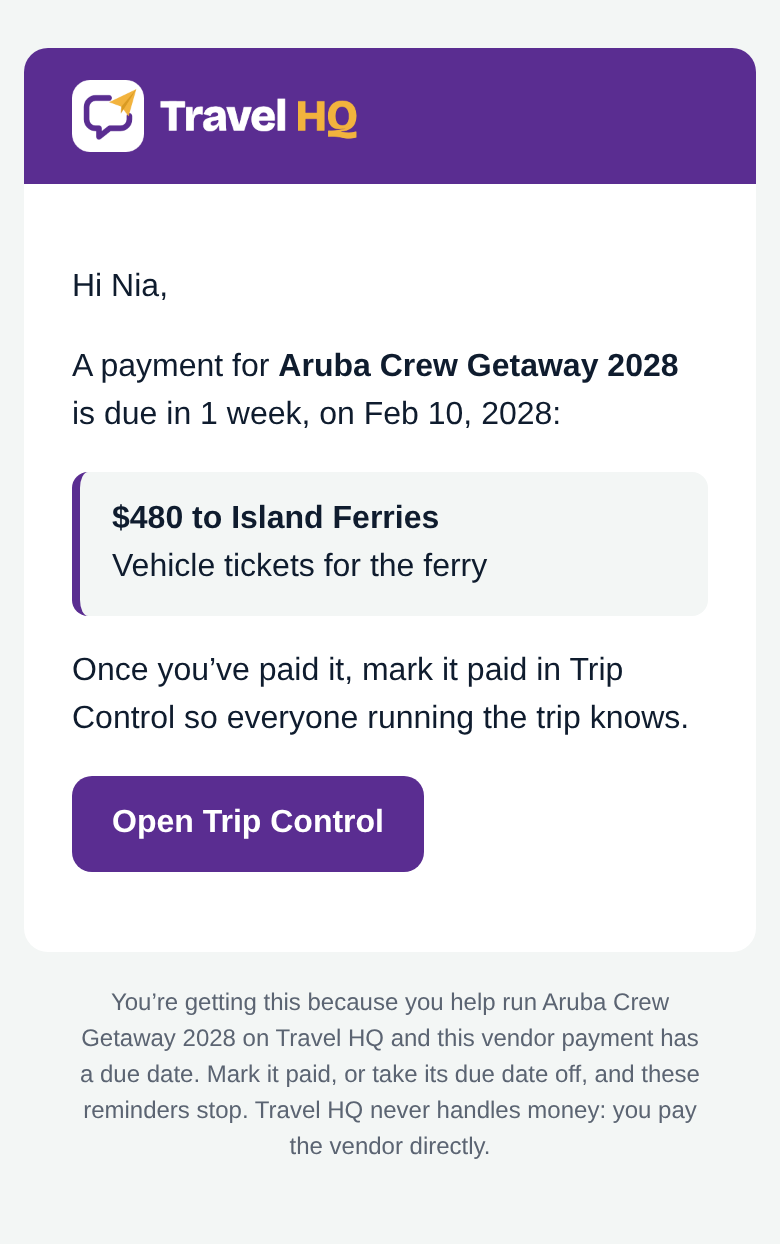 Travel HQ
Hi Nia,
A payment for Aruba Crew Getaway 2028
is due in 1 week, on Feb 10, 2028:
$480 to Island Ferries
Vehicle tickets for the ferry
Once you’ve paid it, mark it paid in Trip
Control so everyone running the trip knows.
Open Trip Control
You’re getting this because you help run Aruba Crew
Getaway 2028 on Travel HQ and this vendor payment has
a due date. Mark it paid, or take its due date off, and these
reminders stop. Travel HQ never handles money: you pay
the vendor directly.